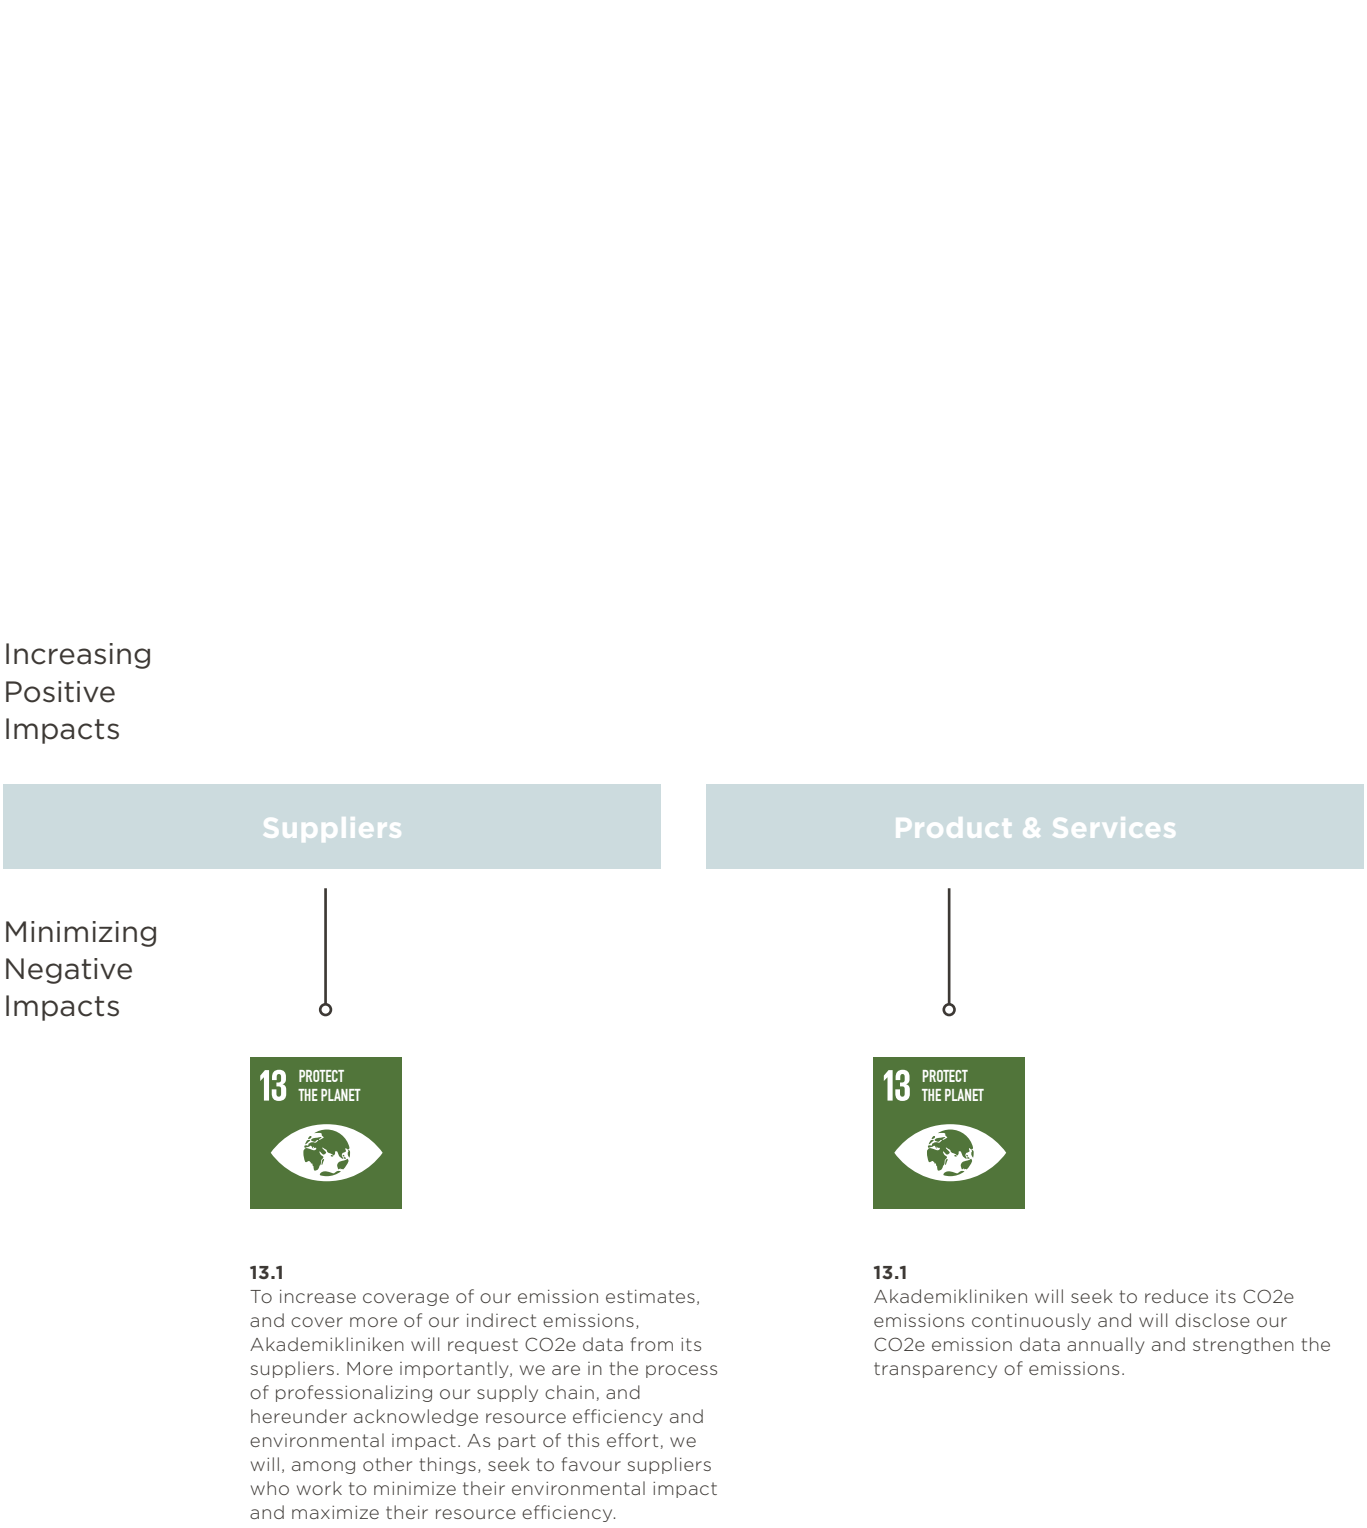 Increasing
Positive
Impacts
Suppliers
Product & Services
Minimizing
Negative
Impacts
13 PROTECT
THE PLANET
13 PROTECT
THE PLANET
13.1
To increase coverage of our emission estimates,
and cover more of our indirect emissions,
Akademikliniken will request CO2e data from its
suppliers. More importantly, we are in the process
of professionalizing our supply chain, and
hereunder acknowledge resource efficiency and
environmental impact. As part of this effort, we
will, among other things, seek to favour suppliers
who work to minimize their environmental impact
and maximize their resource efficiency.
13.1
Akademikliniken will seek to reduce its CO2e
emissions continuously and will disclose our
CO2e emission data annually and strengthen the
transparency of emissions.